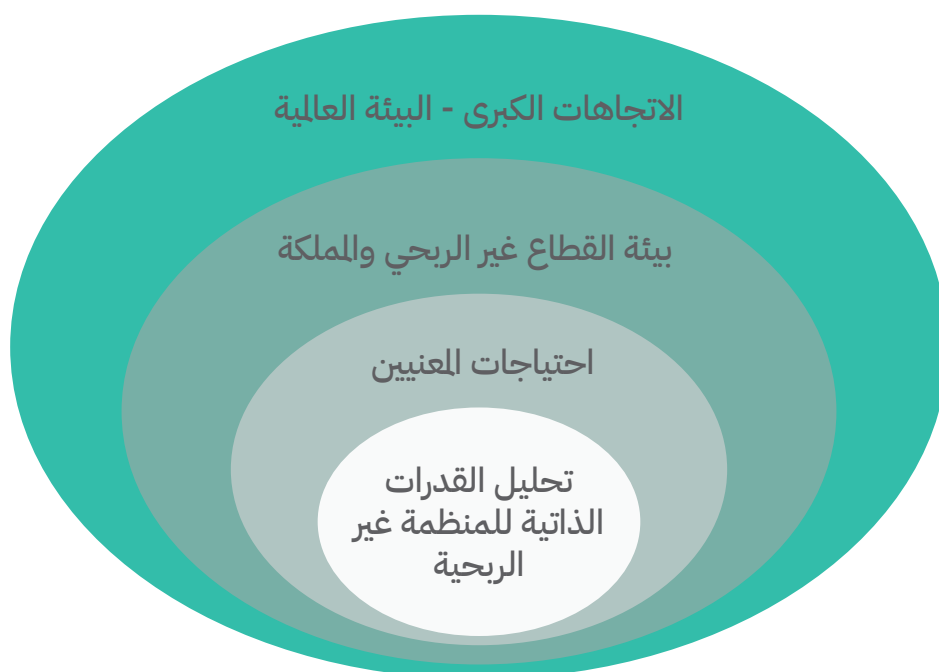 الاتجاهات الكبرى - البيئة العالمية
بيئة القطاع غير الربحي والمملكة
احتياجات المعنيين
تحليل القدرات
الذاتية للمنظمة غير
الربحية